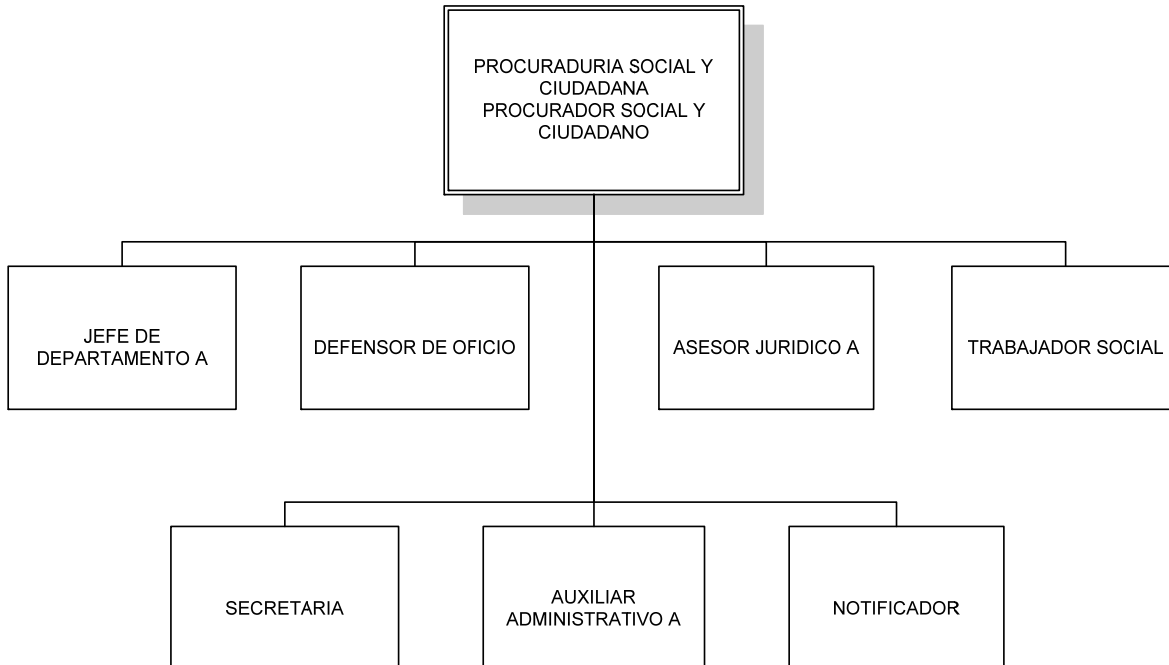 PROCURADURIA SOCIAL Y
CIUDADANA
PROCURADOR SOCIAL Y
CIUDADANO
JEFE DE
DEPARTAMENTO A
DEFENSOR DE OFICIO
ASESOR JURIDICO A
TRABAJADOR SOCIAL
SECRETARIA
AUXILIAR
ADMINISTRATIVO A
NOTIFICADOR